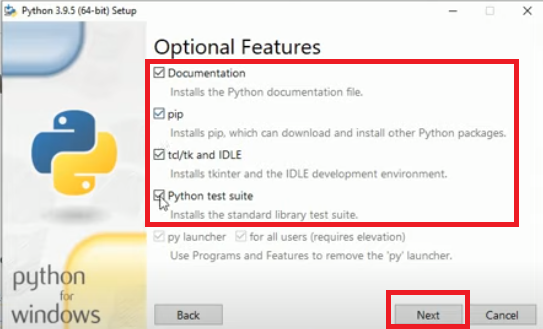 Python 3.9.5 (64-bit) Setup
Optional Features
Documentation
Installs the Python documentation file.
pip
Installs pip, which can download and install other Python packages.
tcl/tk and IDLE
Installs tkinter and the IDLE development environment.
Python test suite
Installs the standard library test suite.
py launcher for all users (requires elevation)
Use Programs and Features to remove the 'py' launcher.
python
for
windows
Back Next Cancel